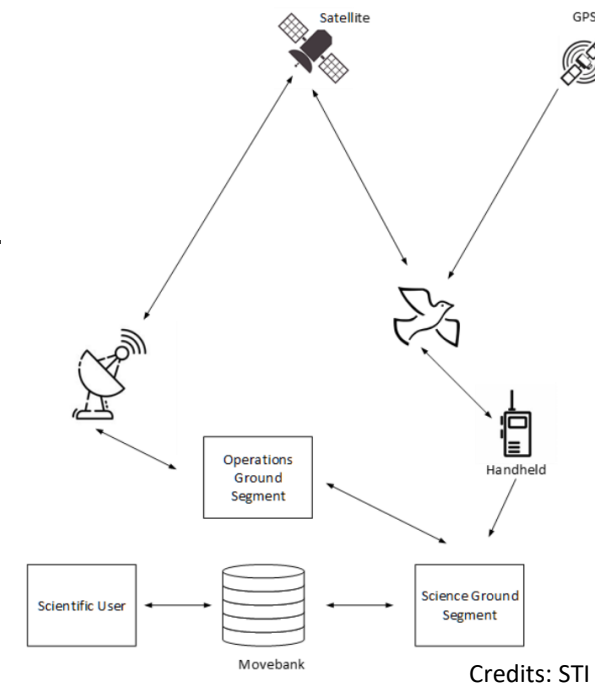 Satellite
GPS
Handheld
Operations
Ground
Segment
Scientific User
Science Ground
Segment
Movebank
Credits: STI